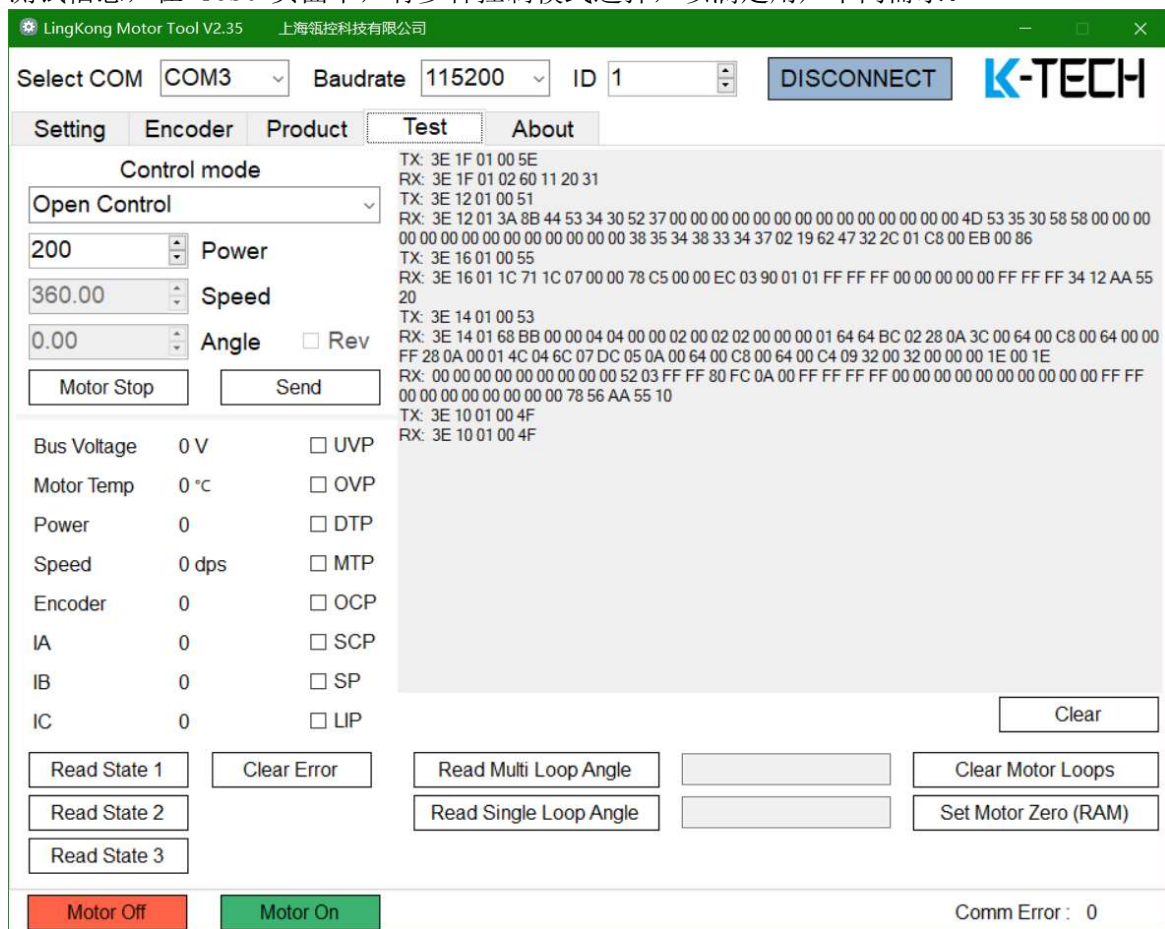 LingKong Motor Tool V2.35 上海瓴控科技有限公司
Select COM COM3 Baudrate 115200 ID 1 DISCONNECT K-TECH
Setting Encoder Product Test About
Control mode
Open Control
200 Power
360.00 Speed
0.00 Angle Rev
Motor Stop Send
TX: 3E 1F 01 00 5E
RX: 3E 1F 01 02 60 11 20 31
TX: 3E 12 01 00 51
RX: 3E 12 01 3A 8B 44 53 34 30 52 37 00 00 00 00 00 00 00 00 00 00 00 00 00 4D 53 35 30 58 58 00 00 00
00 00 00 00 00 00 00 00 00 00 00 38 35 34 38 33 34 37 02 19 62 47 32 2C 01 C8 00 EB 00 86
TX: 3E 16 01 00 55
RX: 3E 16 01 1C 71 1C 07 00 00 78 C5 00 00 EC 03 90 01 01 FF FF FF 00 00 00 00 00 FF FF FF 34 12 AA 55
20
TX: 3E 14 01 00 53
RX: 3E 14 01 68 BB 00 00 04 04 00 00 02 00 02 02 00 00 00 01 64 64 BC 02 28 0A 3C 00 64 00 C8 00 64 00 00
FF 28 0A 00 01 4C 04 6C 07 DC 05 0A 00 64 00 C8 00 64 00 C4 09 32 00 32 00 00 00 1E 00 1E
RX: 00 00 00 00 00 00 00 00 00 52 03 FF FF 80 FC 0A 00 FF FF FF FF 00 00 00 00 00 00 00 00 00 00 FF FF
00 00 00 00 00 00 00 00 78 56 AA 55 10
TX: 3E 10 01 00 4F
RX: 3E 10 01 00 4F
Bus Voltage 0 V UVP
Motor Temp 0 °C OVP
Power 0 DTP
Speed 0 dps MTP
Encoder 0 OCP
IA 0 SCP
IB 0 SP
IC 0 LIP
Clear
Read State 1 Clear Error Read Multi Loop Angle Clear Motor Loops
Read State 2 Read Single Loop Angle Set Motor Zero (RAM)
Read State 3
Motor Off Motor On Comm Error : 0